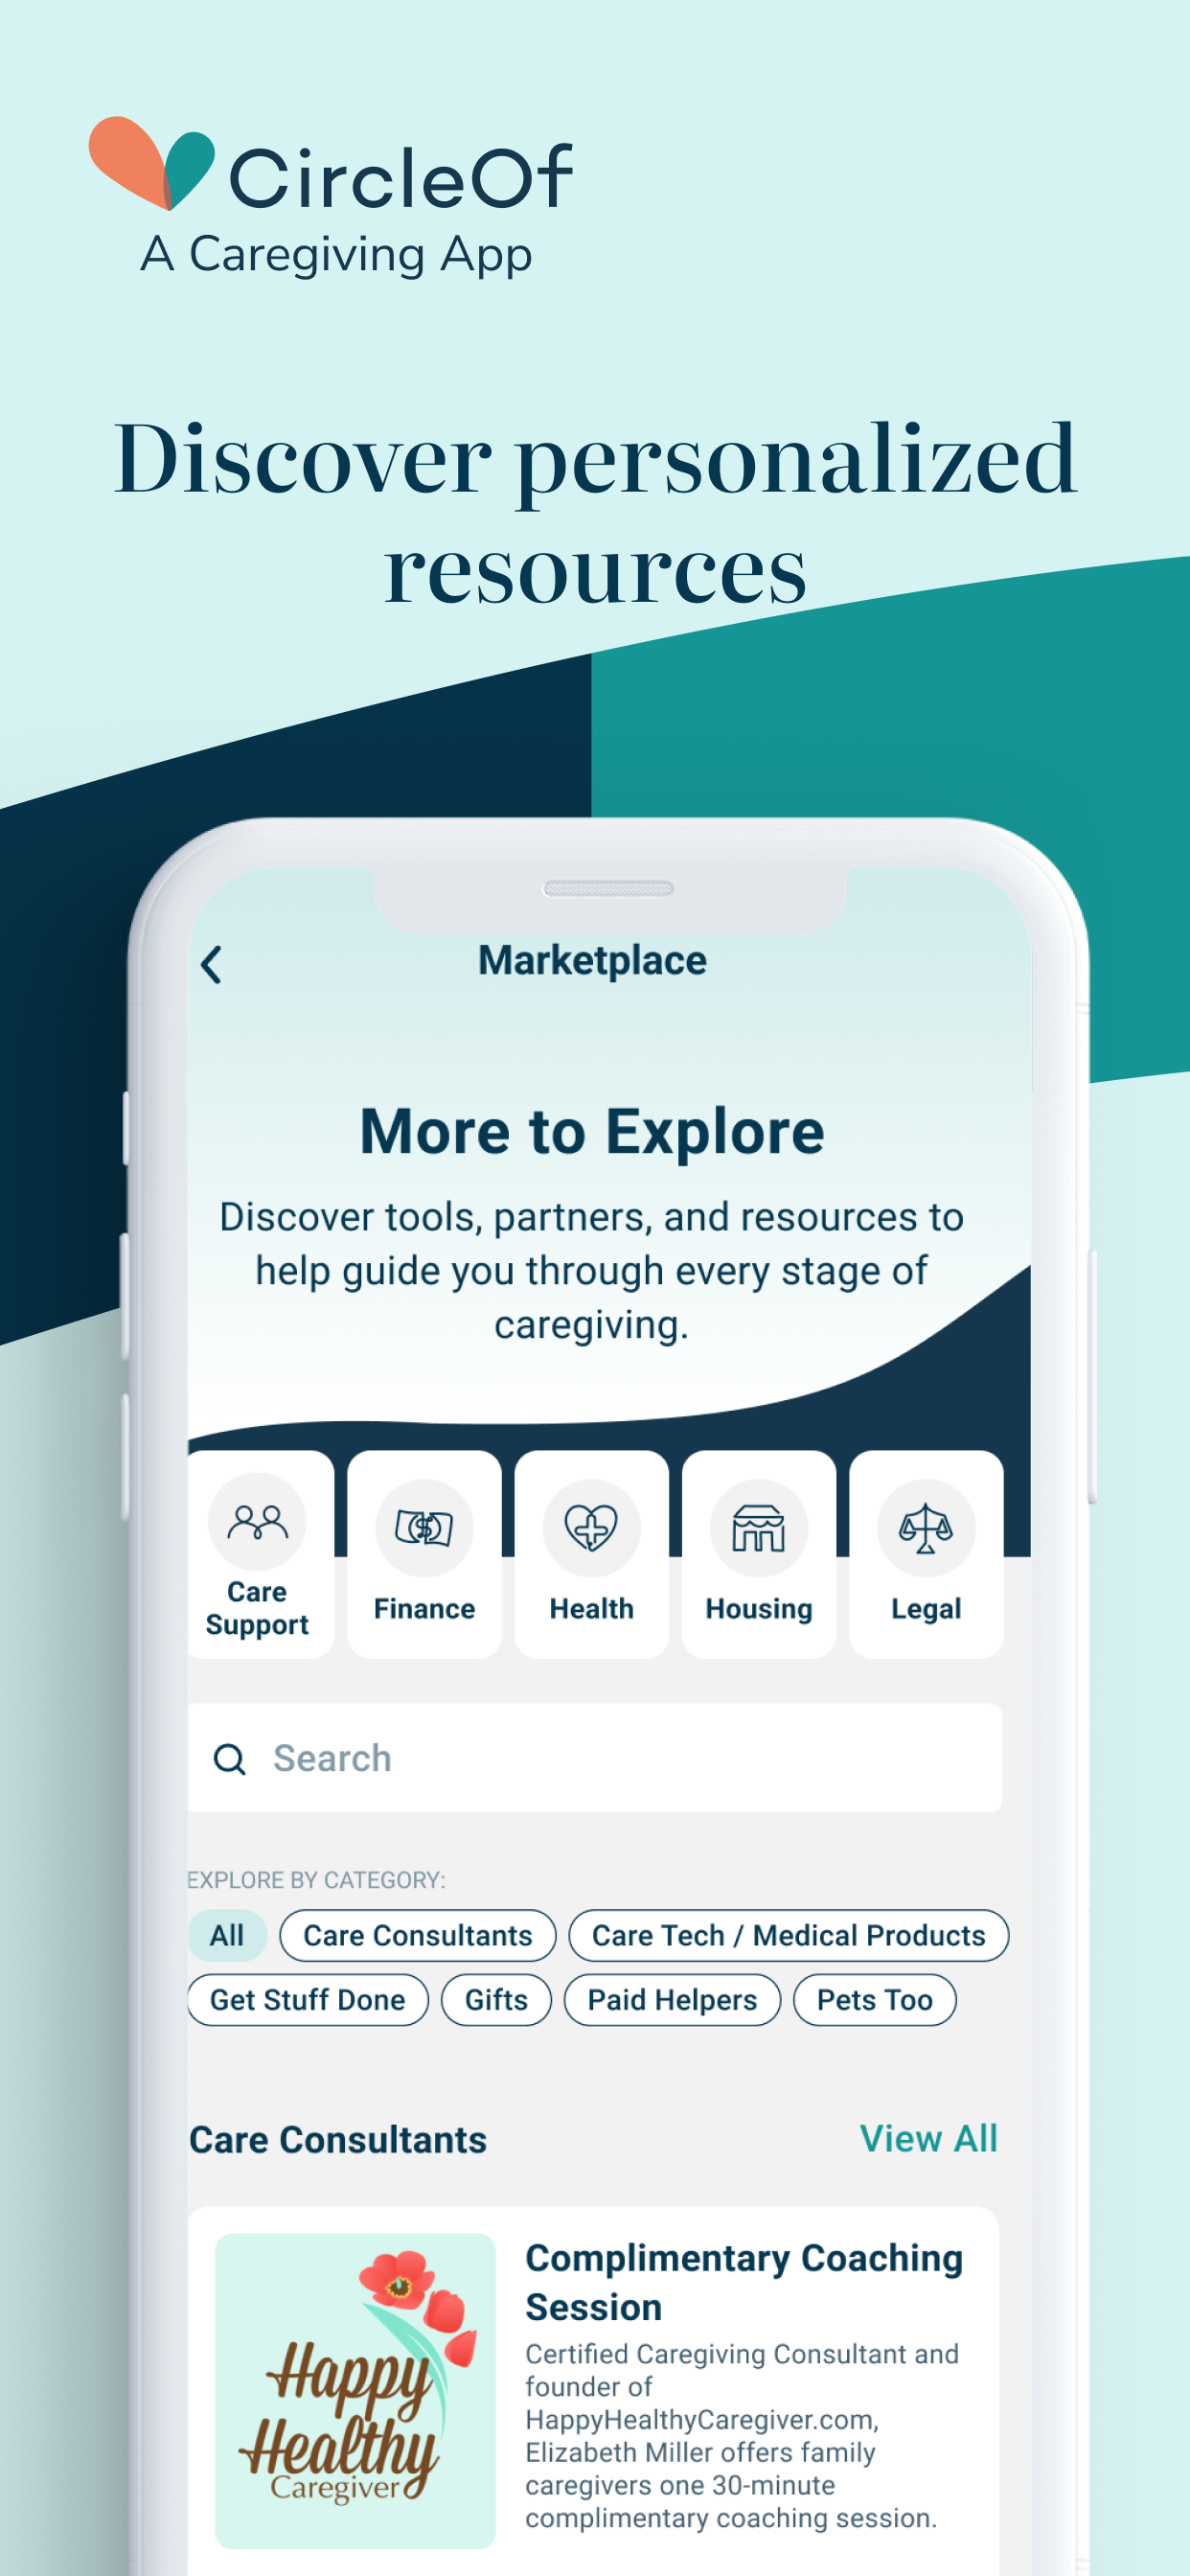 CircleOf
A Caregiving App
Discover personalized
resources
Marketplace
More to Explore
Discover tools, partners, and resources to
help guide you through every stage of
caregiving.
Care
Support
Finance
Health
Housing
Legal
Search
EXPLORE BY CATEGORY:
All
Care Consultants
Care Tech / Medical Products
Get Stuff Done
Gifts
Paid Helpers
Pets Too
Care Consultants
View All
Happy
Healthy
Caregiver
Complimentary Coaching
Session
Certified Caregiving Consultant and
founder of
HappyHealthyCaregiver.com,
Elizabeth Miller offers family
caregivers one 30-minute
complimentary coaching session.